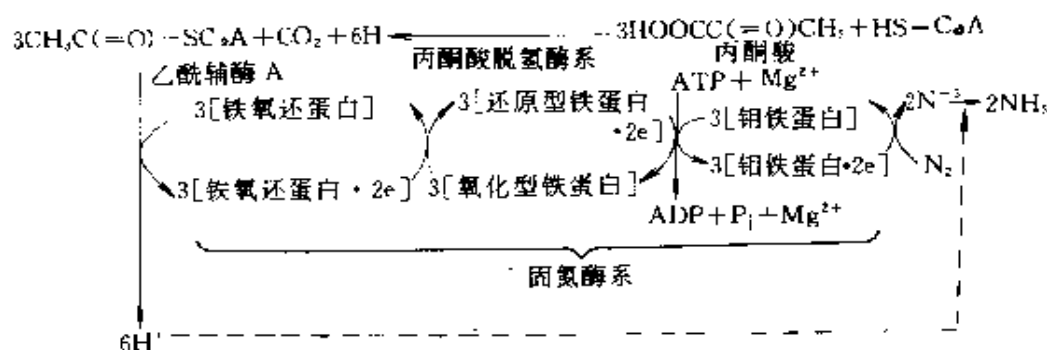 3CH₃C(=O)-SC₀A+CO₂+6H 3HOOCC(=O)CH₃+HS-C₀A
乙酰辅酶 A 丙酮酸脱氢酶系 丙酮酸
ATP+Mg²⁺
3[铁氧还蛋白] 3[还原型铁蛋白 3[钼铁蛋白] 2N⁻³ 2NH₃
·2e]
3[铁氧还蛋白·2e] 3[氧化型铁蛋白] 3[钼铁蛋白·2e] N₂
ADP+Pi+Mg²⁺
固氮酶系
6H